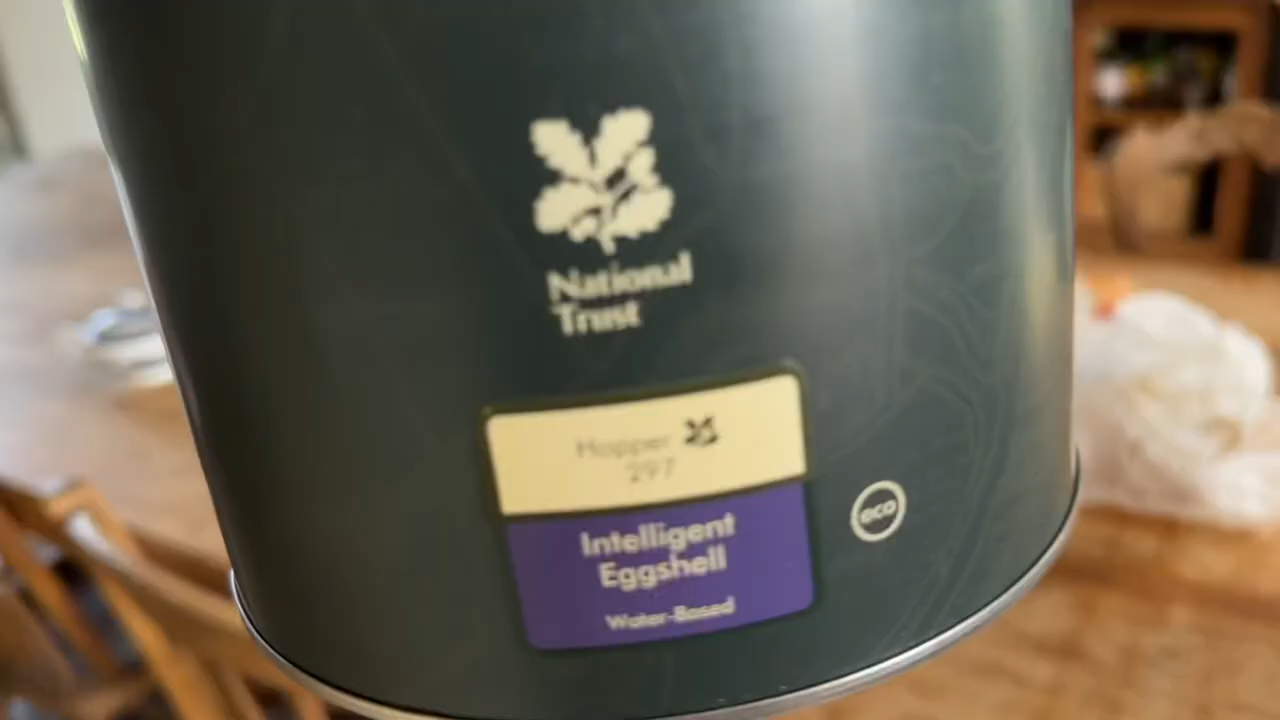 National
Trust
Hopper
297
Intelligent
Eggshell
Water-Based
eco